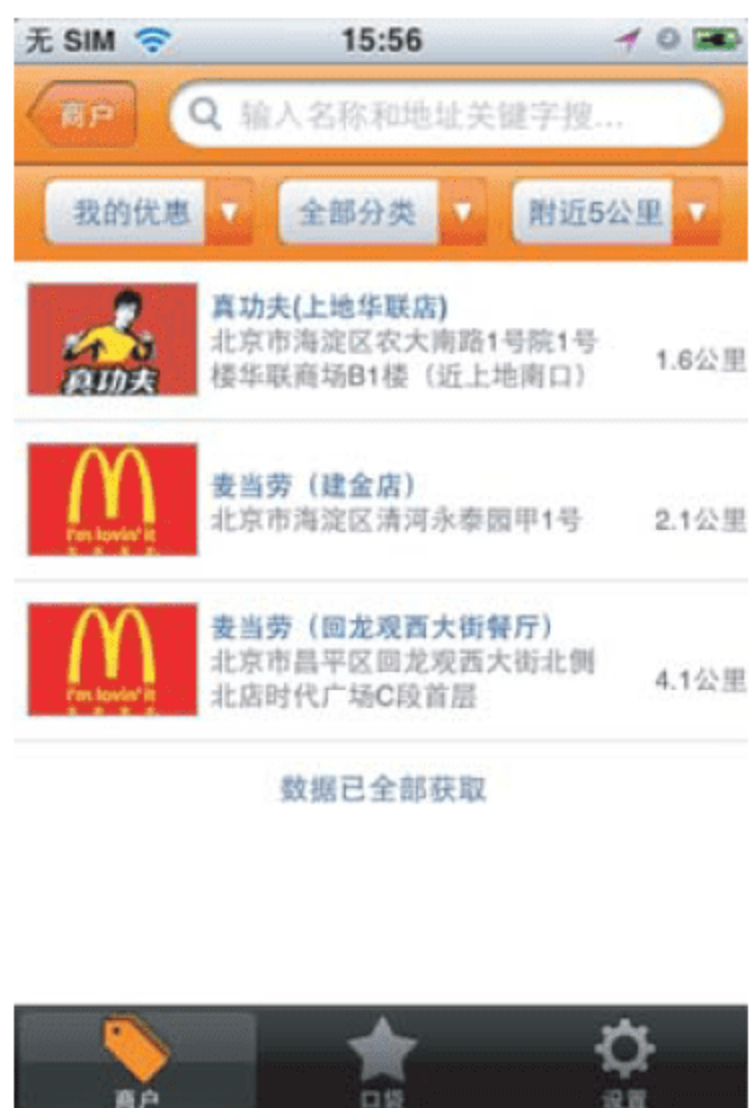 无 SIM
15:56
商户
输入名称和地址关键字搜...
我的优惠
全部分类
附近5公里
真功夫(上地华联店)
北京市海淀区农大南路1号院1号
楼华联商场B1楼（近上地南口）
1.6公里
真功夫
麦当劳（建金店）
北京市海淀区清河永泰园甲1号
2.1公里
i'm lovin' it
麦当劳（回龙观西大街餐厅）
北京市昌平区回龙观西大街北侧
北店时代广场C段首层
4.1公里
i'm lovin' it
数据已全部获取
商户
口袋
设置